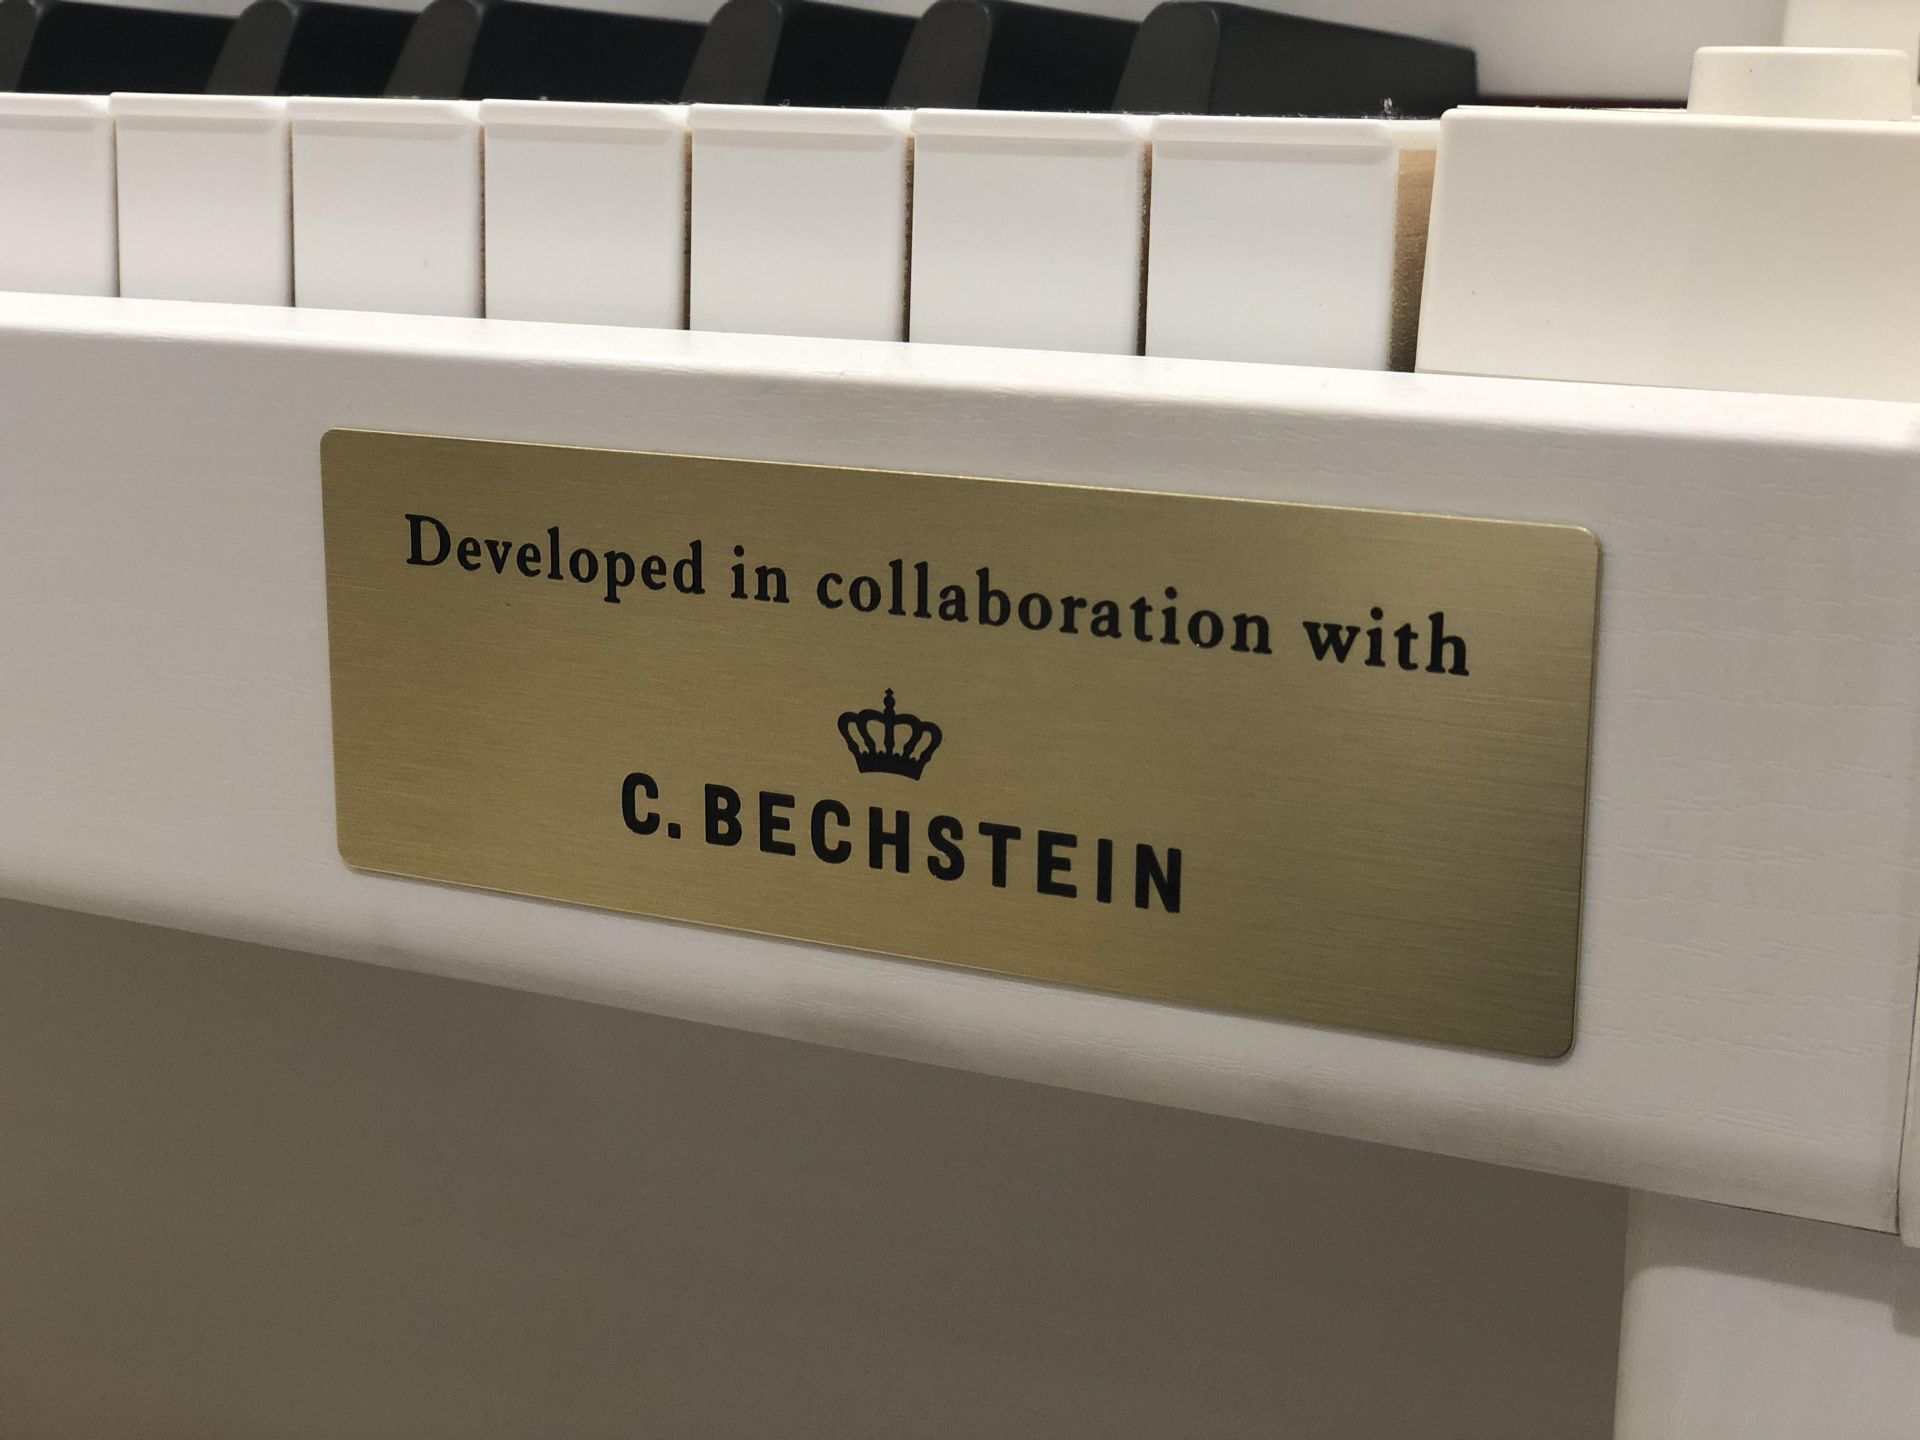 Developed in collaboration with
C. BECHSTEIN